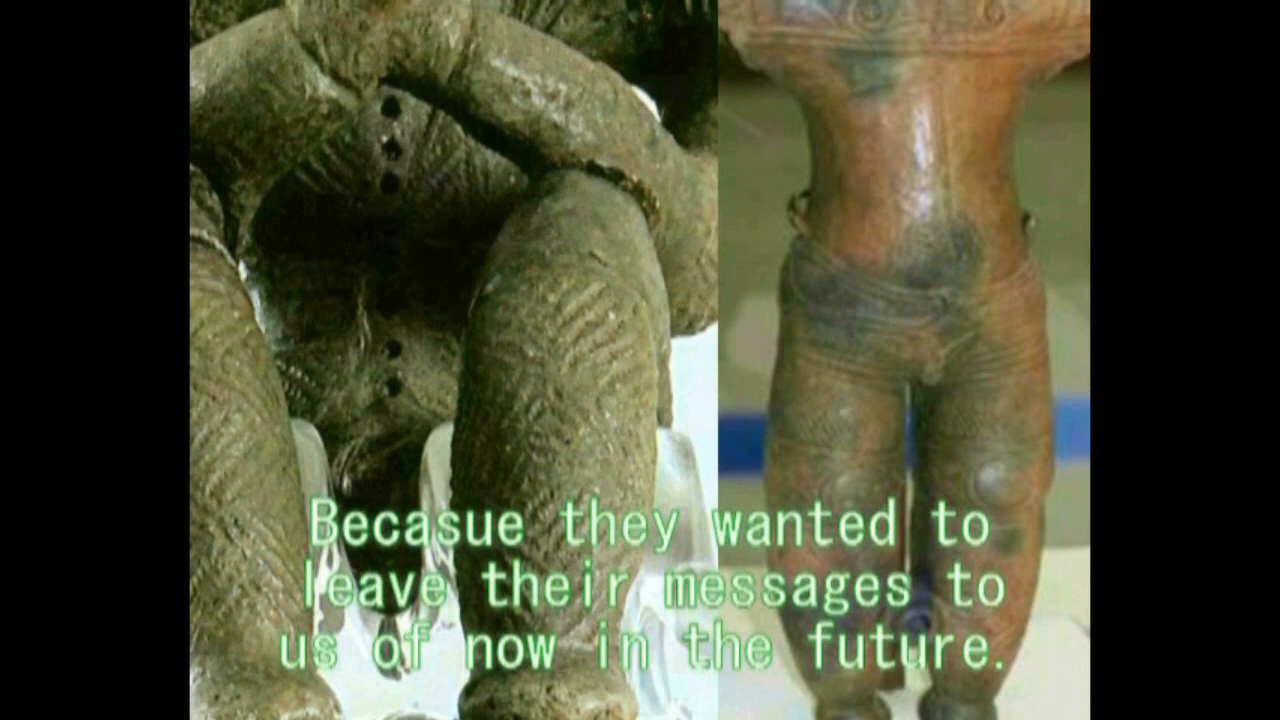 Becasue they wanted to
leave their messages to
us of now in the future.